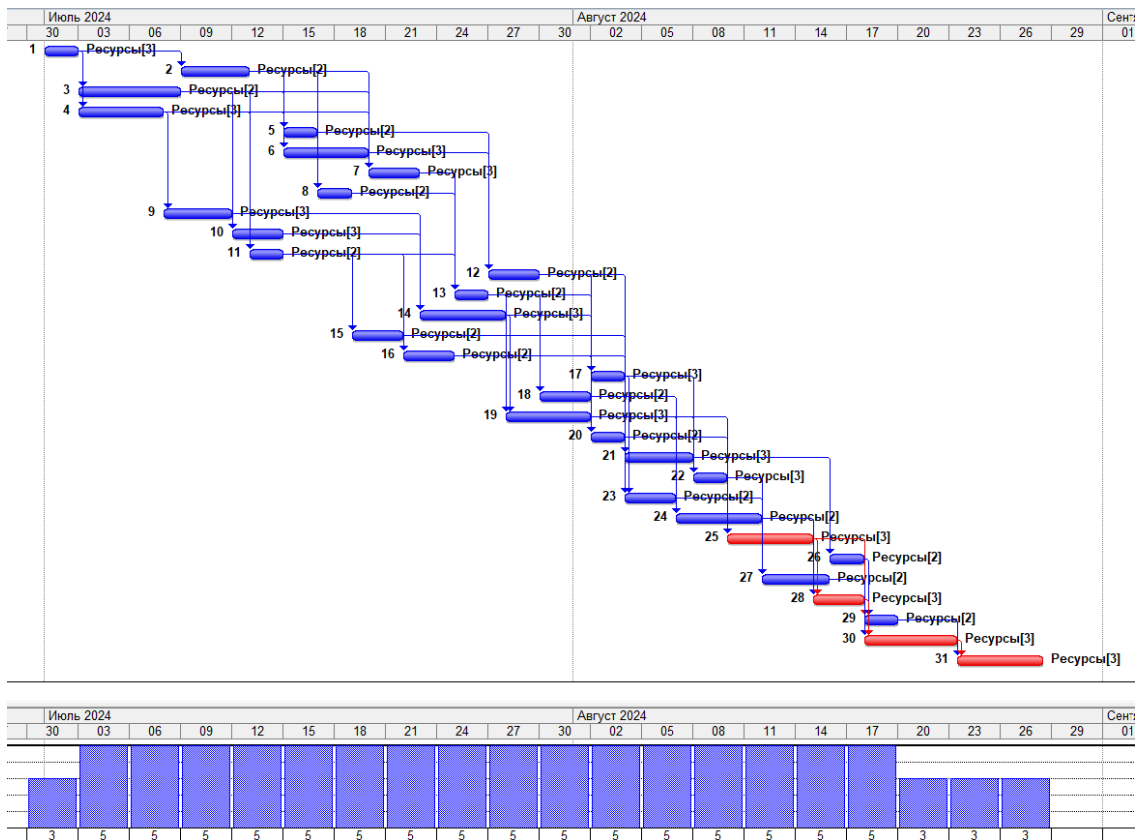 Июль 2024 Август 2024 Сент
30 03 06 09 12 15 18 21 24 27 30 02 05 08 11 14 17 20 23 26 29 01
1 Ресурсы[3]
2 Ресурсы[2]
3 Ресурсы[2]
4 Ресурсы[3]
5 Ресурсы[2]
6 Ресурсы[3]
7 Ресурсы[3]
8 Ресурсы[2]
9 Ресурсы[3]
10 Ресурсы[3]
11 Ресурсы[2]
12 Ресурсы[2]
13 Ресурсы[2]
14 Ресурсы[3]
15 Ресурсы[2]
16 Ресурсы[2]
17 Ресурсы[3]
18 Ресурсы[2]
19 Ресурсы[3]
20 Ресурсы[2]
21 Ресурсы[3]
22 Ресурсы[3]
23 Ресурсы[2]
24 Ресурсы[2]
25 Ресурсы[3]
26 Ресурсы[2]
27 Ресурсы[2]
28 Ресурсы[3]
29 Ресурсы[2]
30 Ресурсы[3]
31 Ресурсы[3]
Июль 2024 Август 2024 Сент
30 03 06 09 12 15 18 21 24 27 30 02 05 08 11 14 17 20 23 26 29 01
3 5 5 5 5 5 5 5 5 5 5 5 5 5 5 5 5 3 3 3